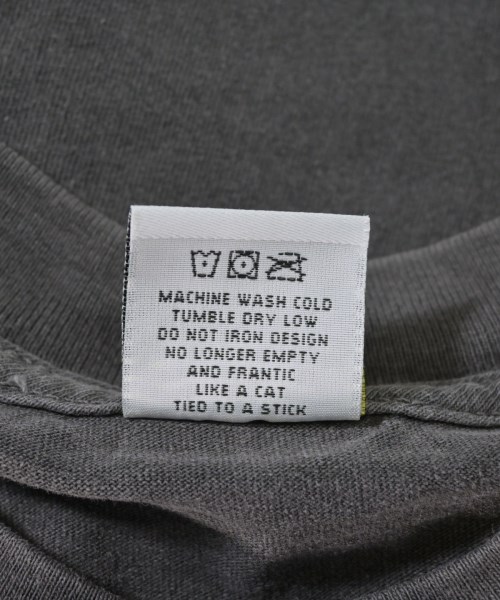 MACHINE WASH COLD
TUMBLE DRY LOW
DO NOT IRON DESIGN
NO LONGER EMPTY
AND FRANTIC
LIKE A CAT
TIED TO A STICK